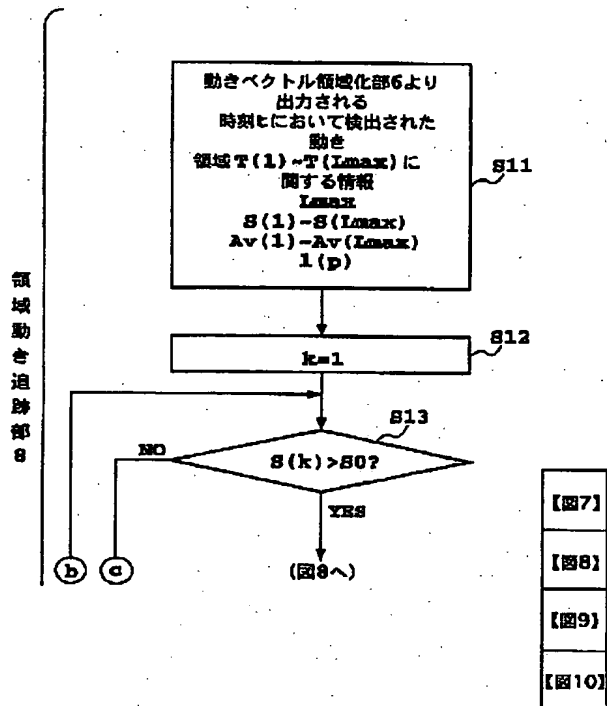 動きベクトル領域化部6より
出力される
時刻tにおいて検出された
動き
領域T(1)~T(Lmax)に
関する情報
Lmax
S(1)~S(Lmax)
Av(1)~Av(Lmax)
l(p)
S11
k=1
S12
S13
S(k)>S0?
NO
YES
b
c
(図8へ)
領域動き追跡部8
【図7】
【図8】
【図9】
【図10】